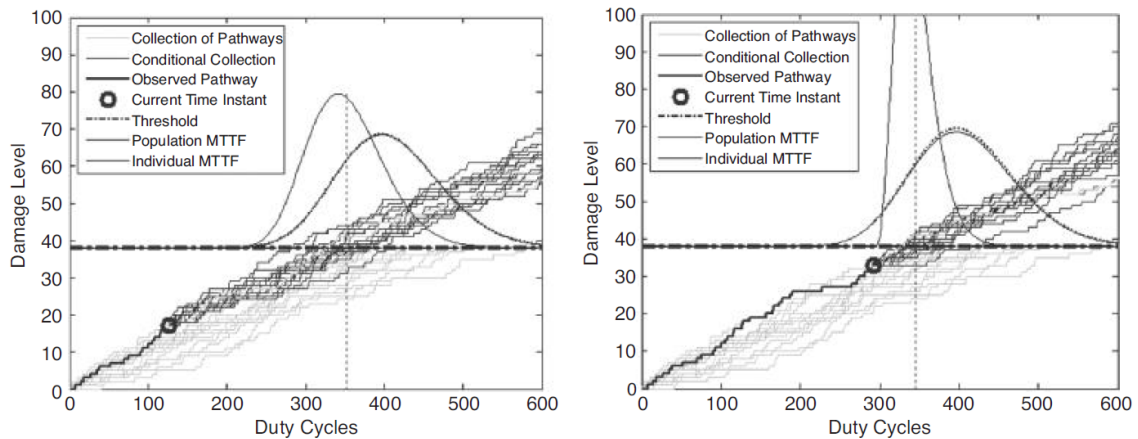 100
90
80
70
60
50
40
30
20
10
0
Damage Level
Collection of Pathways
Conditional Collection
Observed Pathway
Current Time Instant
Threshold
Population MTTF
Individual MTTF
0 100 200 300 400 500 600
Duty Cycles
100
90
80
70
60
50
40
30
20
10
0
Damage Level
Collection of Pathways
Conditional Collection
Observed Pathway
Current Time Instant
Threshold
Population MTTF
Individual MTTF
0 100 200 300 400 500 600
Duty Cycles